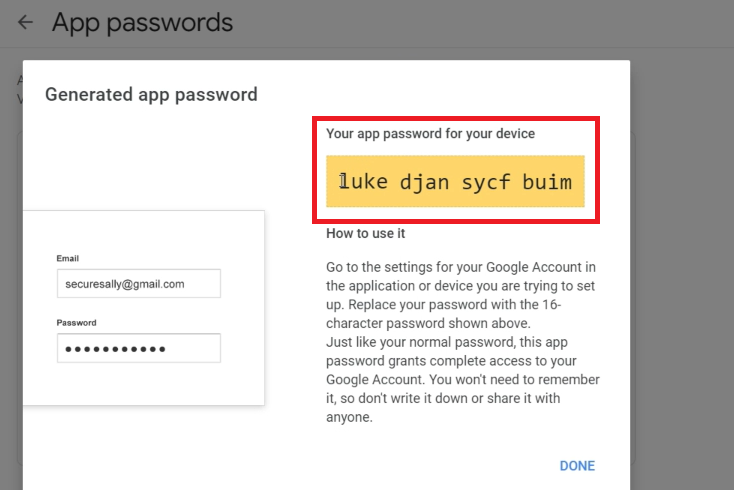 App passwords
A
V
Generated app password
Your app password for your device
luke djan sycf buim
How to use it
Email
securesally@gmail.com
Password
Go to the settings for your Google Account in
the application or device you are trying to set
up. Replace your password with the 16-
character password shown above.
Just like your normal password, this app
password grants complete access to your
Google Account. You won't need to remember
it, so don't write it down or share it with
anyone.
DONE